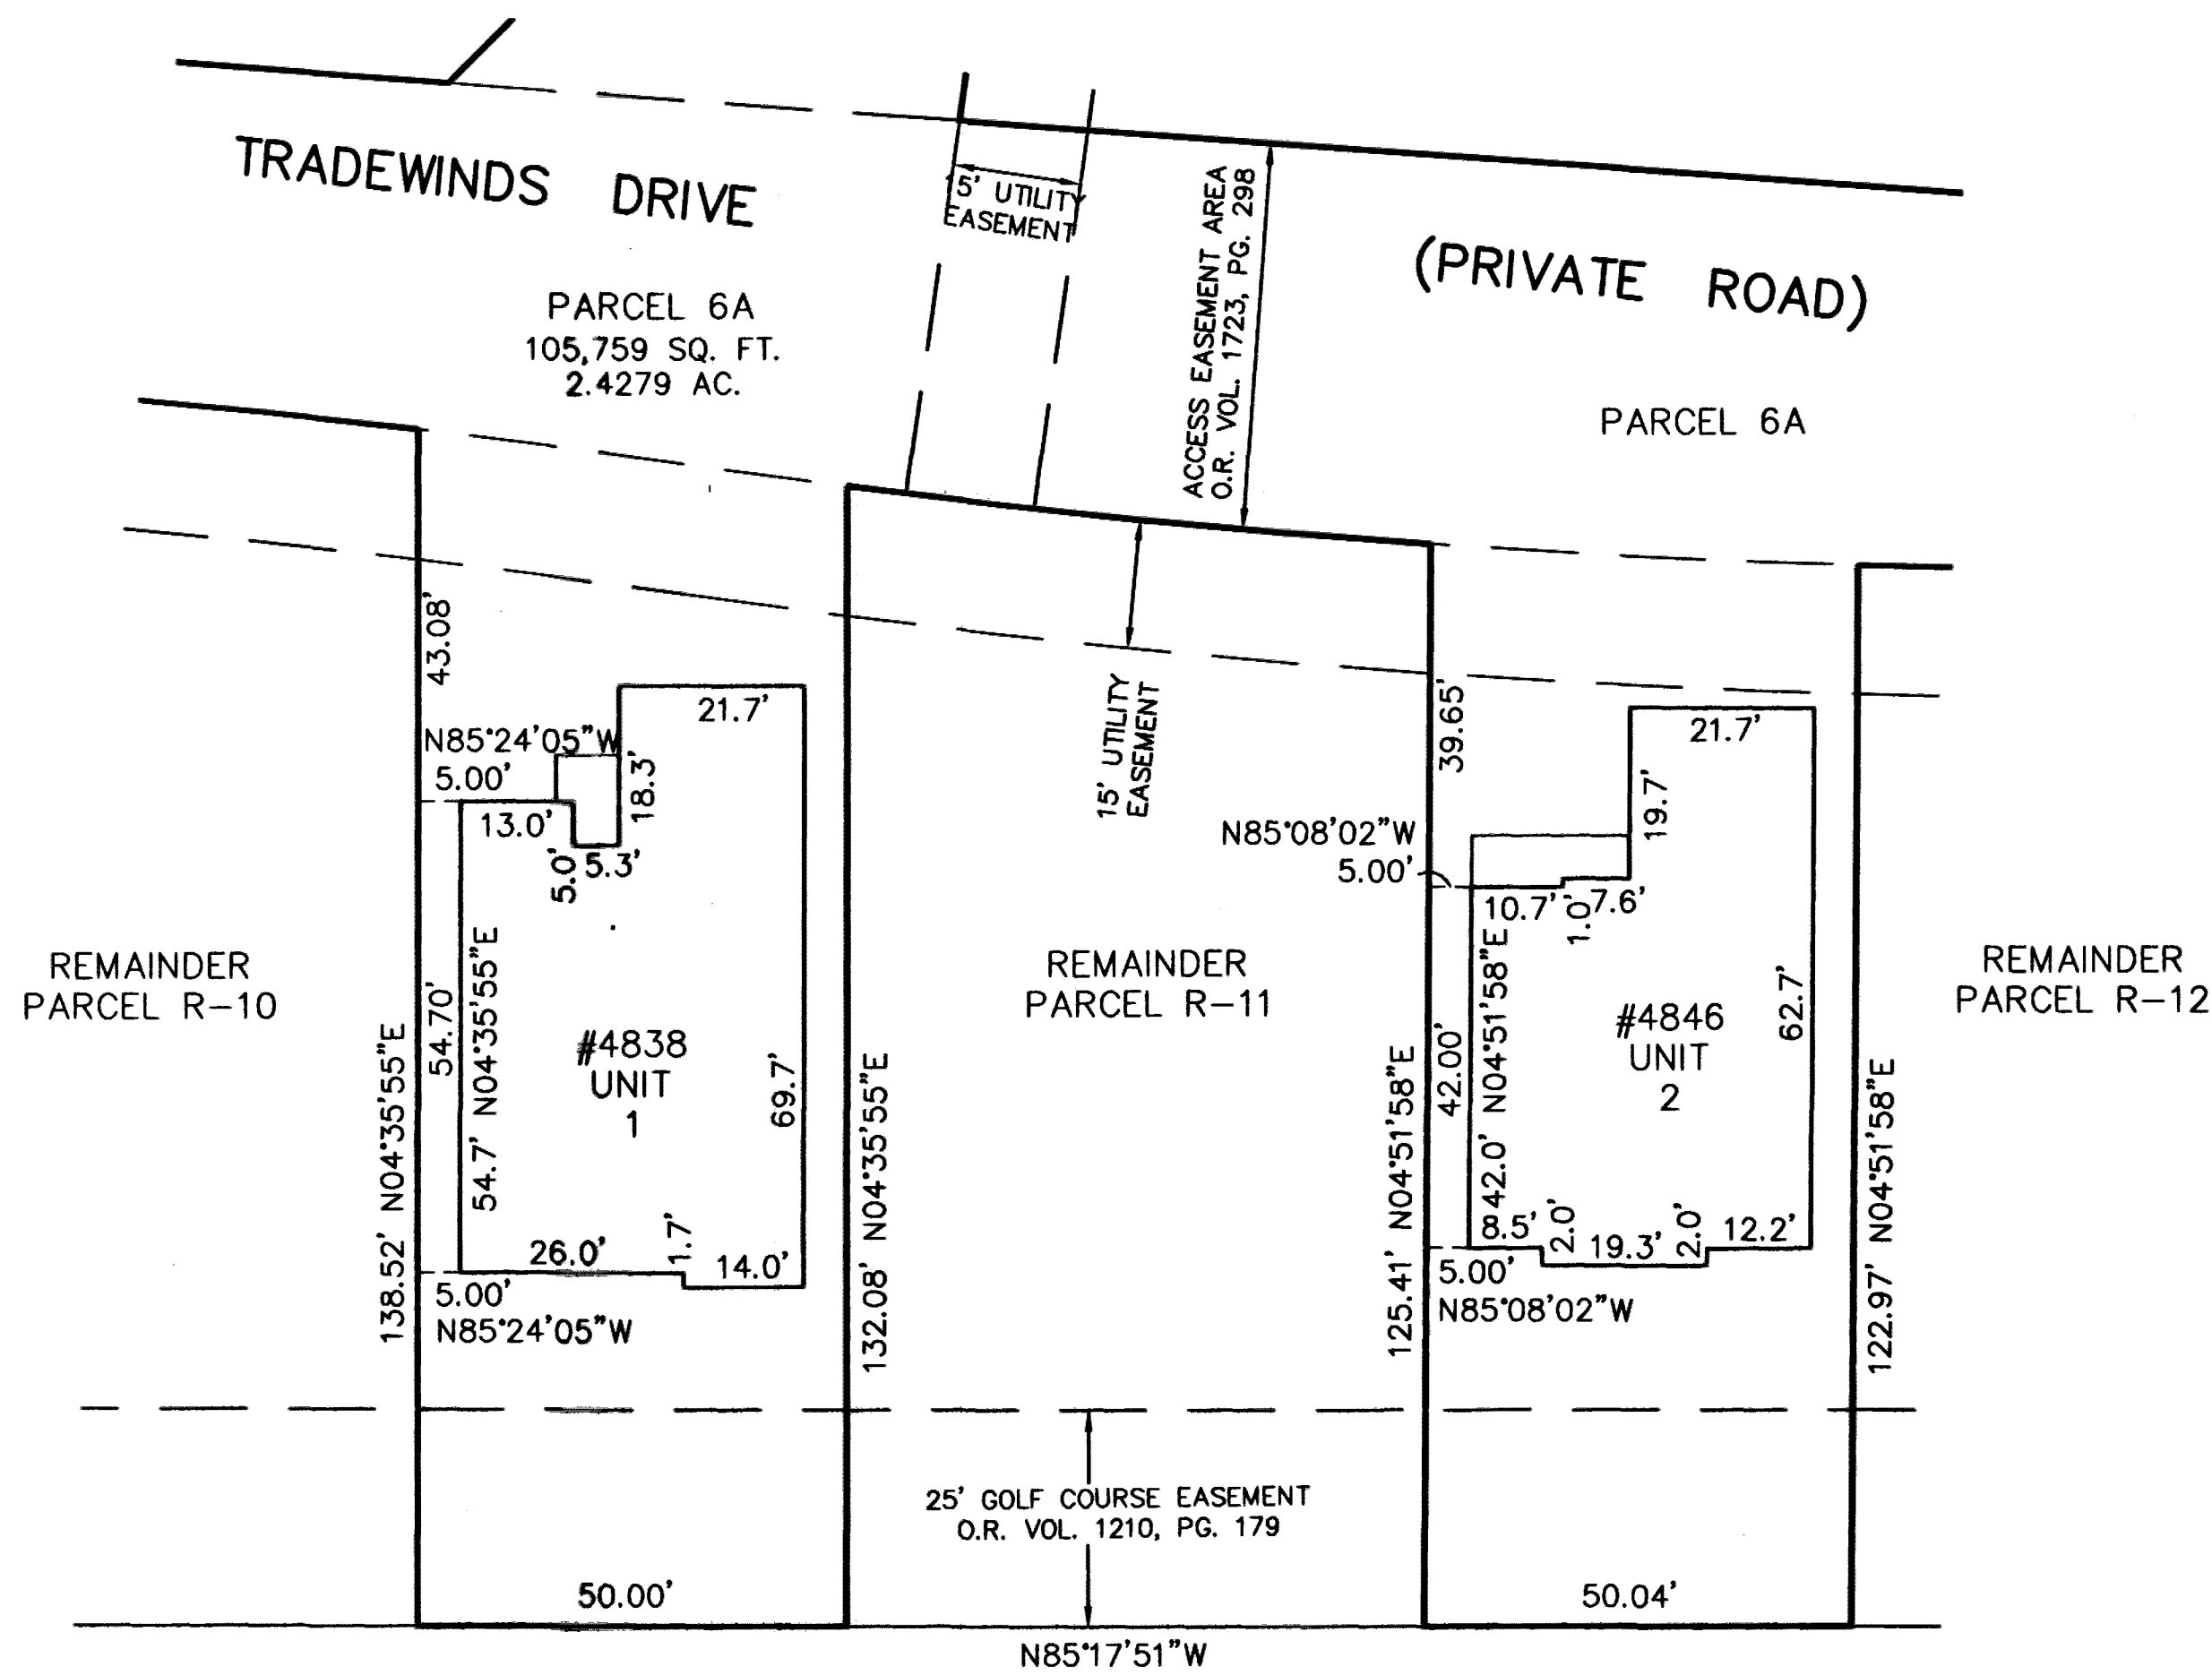 TRADEWINDS DRIVE
(PRIVATE ROAD)
PARCEL 6A
105,759 SQ. FT.
2.4279 AC.
15' UTILITY
EASEMENT
ACCESS EASEMENT AREA
O.R. VOL. 1723, PG. 298
PARCEL 6A
43.08'
N85°24'05"W
5.00'
13.0'
5.0'
5.3'
18.3'
21.7'
54.70'
54.7' N04°35'55"E
138.52' N04°35'55"E
#4838
UNIT
1
69.7'
26.0'
1.7'
14.0'
5.00'
N85°24'05"W
132.08' N04°35'55"E
REMAINDER
PARCEL R-10
15' UTILITY
EASEMENT
REMAINDER
PARCEL R-11
39.65'
N85°08'02"W
5.00'
10.7'
1.0'
7.6'
19.7'
21.7'
42.00'
42.0' N04°51'58"E
125.41' N04°51'58"E
#4846
UNIT
2
62.7'
8.5'
2.0'
19.3'
2.0'
12.2'
5.00'
N85°08'02"W
122.97' N04°51'58"E
REMAINDER
PARCEL R-12
25' GOLF COURSE EASEMENT
O.R. VOL. 1210, PG. 179
50.00'
50.04'
N85°17'51"W